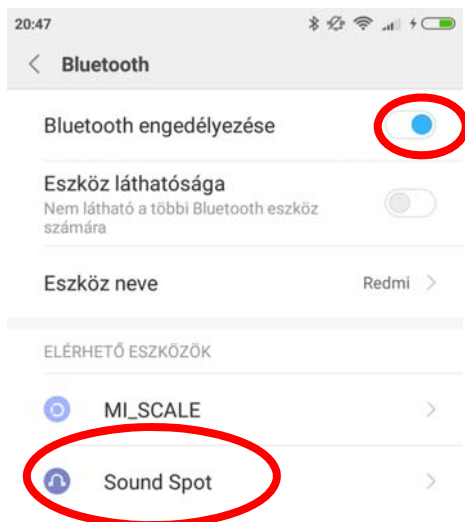 20:47
Bluetooth
Bluetooth engedélyezése
Eszköz láthatósága
Nem látható a többi Bluetooth eszköz
számára
Eszköz neve Redmi
ELÉRHETŐ ESZKÖZÖK
MI_SCALE
Sound Spot